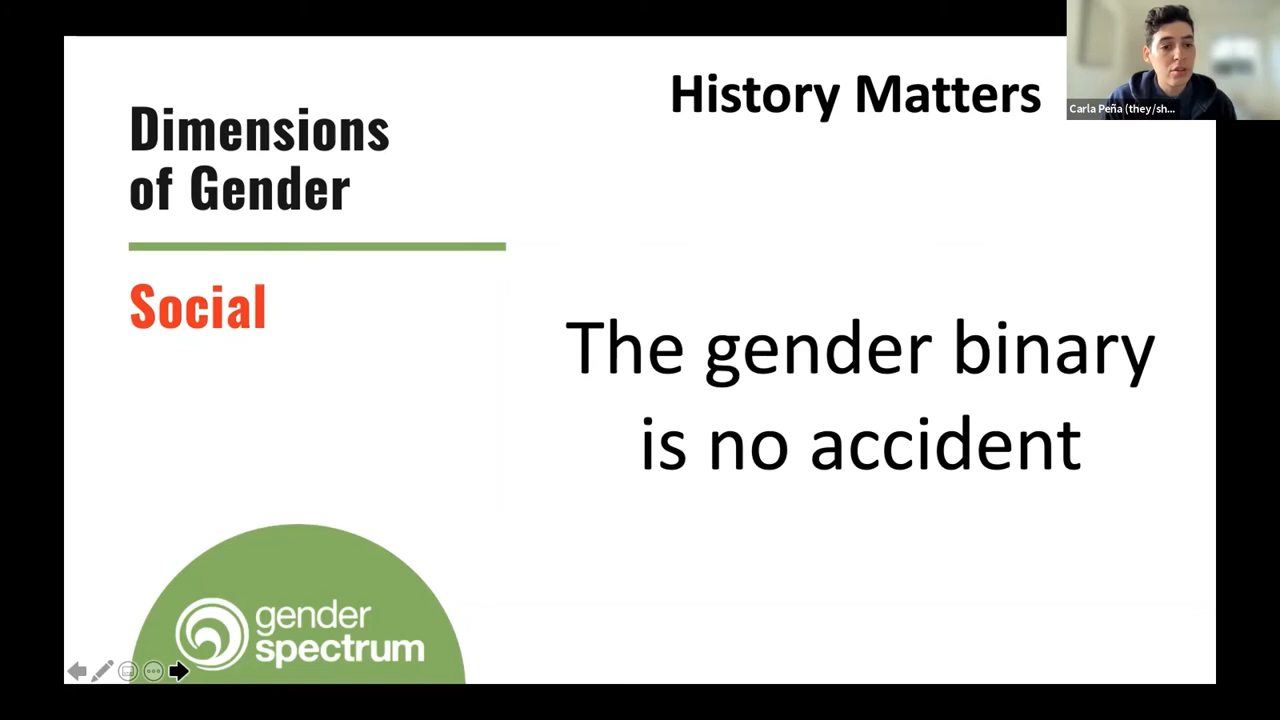 History Matters
Carla Peña (they/sh...
Dimensions
of Gender
Social
The gender binary
is no accident
gender
spectrum